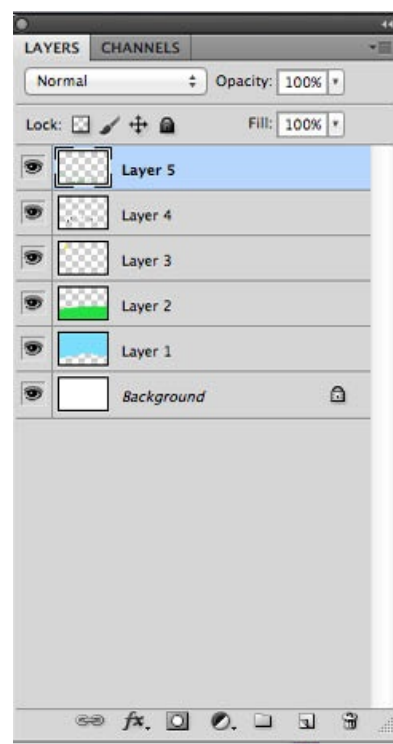 LAYERS CHANNELS
Normal Opacity: 100%
Lock: Fill: 100%
Layer 5
Layer 4
Layer 3
Layer 2
Layer 1
Background
fx.